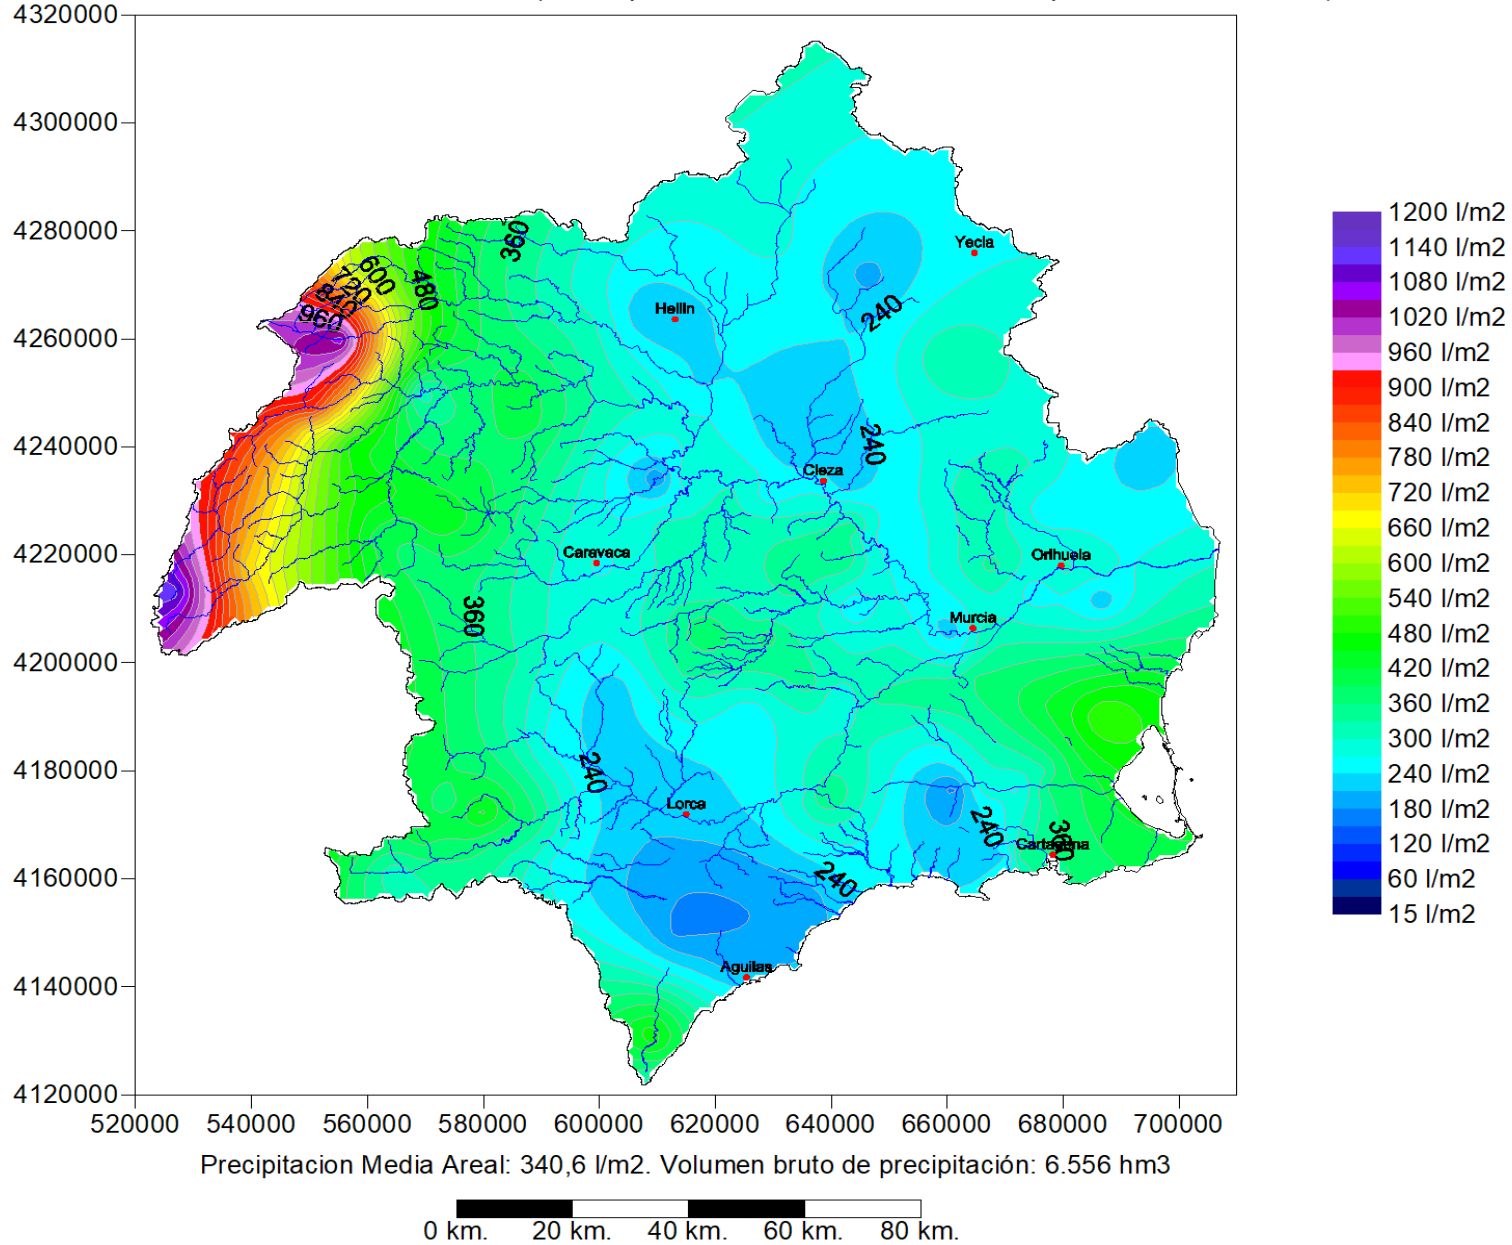 4320000
4300000
4280000
4260000
4240000
4220000
4200000
4180000
4160000
4140000
4120000
520000 540000 560000 580000 600000 620000 640000 660000 680000 700000
360
600
720
840
960
480
Yecla
Hellin
240
240
Cieza
Caravaca
Orihuela
360
Murcia
240
Lorca
240
360
Cartagena
240
Aguilas
1200 l/m2
1140 l/m2
1080 l/m2
1020 l/m2
960 l/m2
900 l/m2
840 l/m2
780 l/m2
720 l/m2
660 l/m2
600 l/m2
540 l/m2
480 l/m2
420 l/m2
360 l/m2
300 l/m2
240 l/m2
180 l/m2
120 l/m2
60 l/m2
15 l/m2
Precipitacion Media Areal: 340,6 l/m2. Volumen bruto de precipitación: 6.556 hm3
0 km. 20 km. 40 km. 60 km. 80 km.